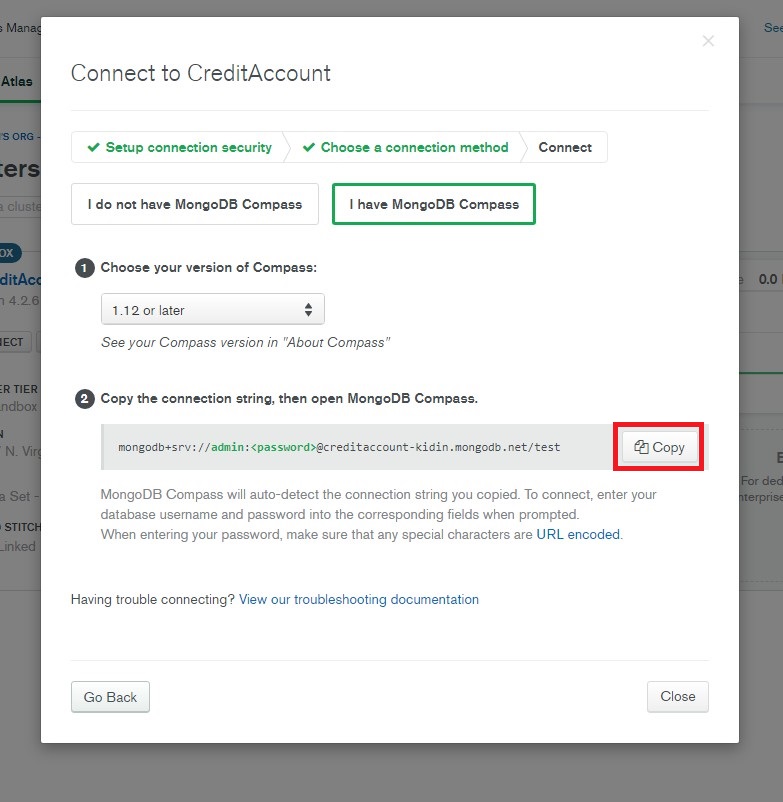 s Manag
See
Connect to CreditAccount
Atlas
'S ORG -
Setup connection security
Choose a connection method
Connect
ters
I do not have MongoDB Compass
I have MongoDB Compass
a cluste
OX
1 Choose your version of Compass:
ditAcc
0.0
n 4.2.6
1.12 or later
NECT
See your Compass version in "About Compass"
ER TIER
2 Copy the connection string, then open MongoDB Compass.
andbox
N
mongodb+srv://admin:<password>@creditaccount-kidin.mongodb.net/test
Copy
/ N. Virg
For ded
a Set -
MongoDB Compass will auto-detect the connection string you copied. To connect, enter your
nterprise
database username and password into the corresponding fields when prompted.
D STITCH
When entering your password, make sure that any special characters are URL encoded.
Linked
Having trouble connecting? View our troubleshooting documentation
Go Back
Close